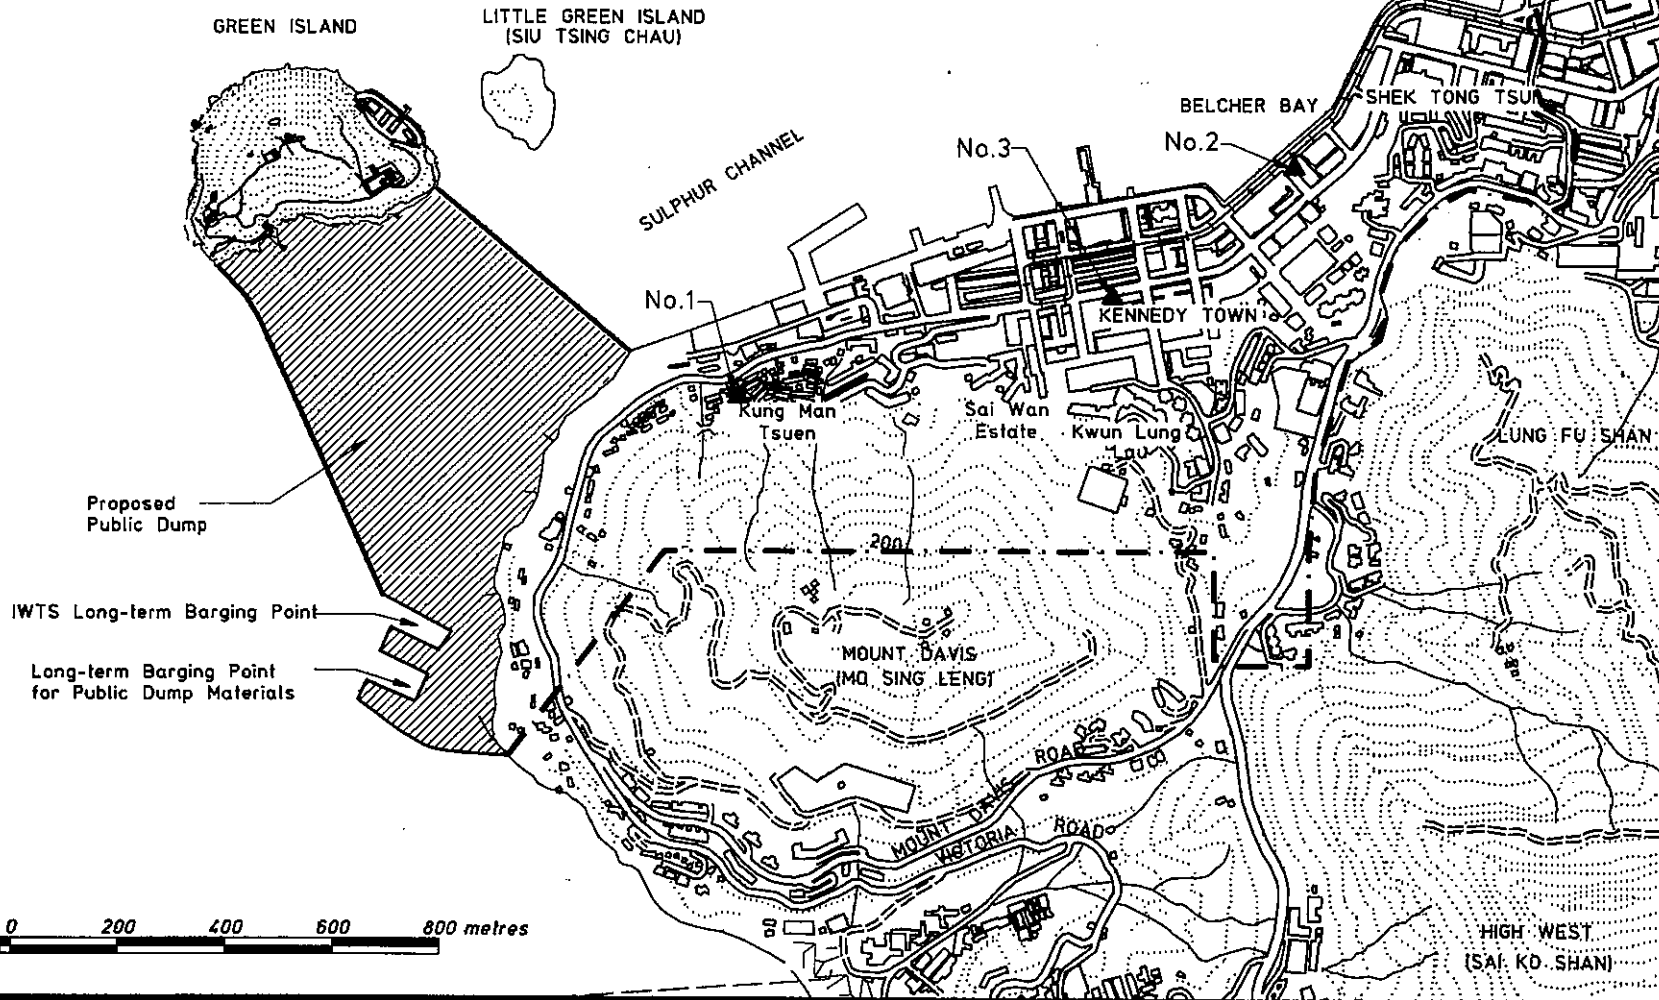 GREEN ISLAND
LITTLE GREEN ISLAND
(SIU TSING CHAU)
SULPHUR CHANNEL
BELCHER BAY
SHEK TONG TSUI
No.3
No.2
No.1
KENNEDY TOWN
Kung Man
Tsuen
Sai Wan
Estate
Kwun Lung
Lau
LUNG FU SHAN
Proposed
Public Dump
200
IWTS Long-term Barging Point
Long-term Barging Point
for Public Dump Materials
MOUNT DAVIS
(MO SING LENG)
MOUNT DAVIS ROAD
VICTORIA ROAD
HIGH WEST
(SAI KO SHAN)
0 200 400 600 800 metres